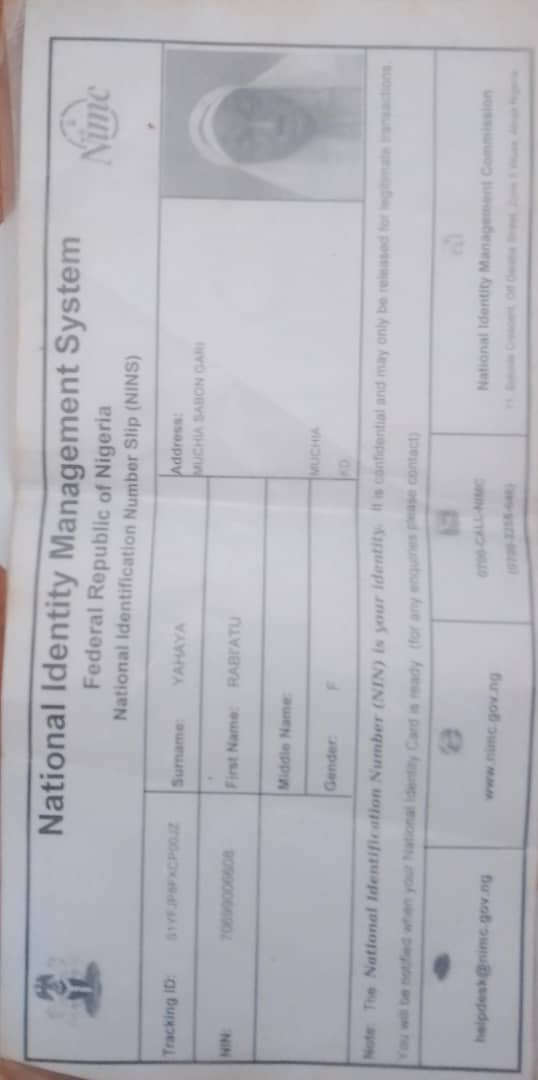 National Identity Management System
Federal Republic of Nigeria
National Identification Number Slip (NINS)
Nimc
Tracking ID:
Surname: YAHAYA
Address:
MUCHIA SABON GARI
NIN: 70699006608
First Name: RABI'ATU
Middle Name:
Gender: F
MUCHIA
KD
Note: The National Identification Number (NIN) is your identity. It is confidential and may only be released for legitimate transactions.
You will be notified when your National Identity Card is ready (for any enquiries please contact)
helpdesk@nimc.gov.ng
www.nimc.gov.ng
0700-CALL-NIMC
National Identity Management Commission